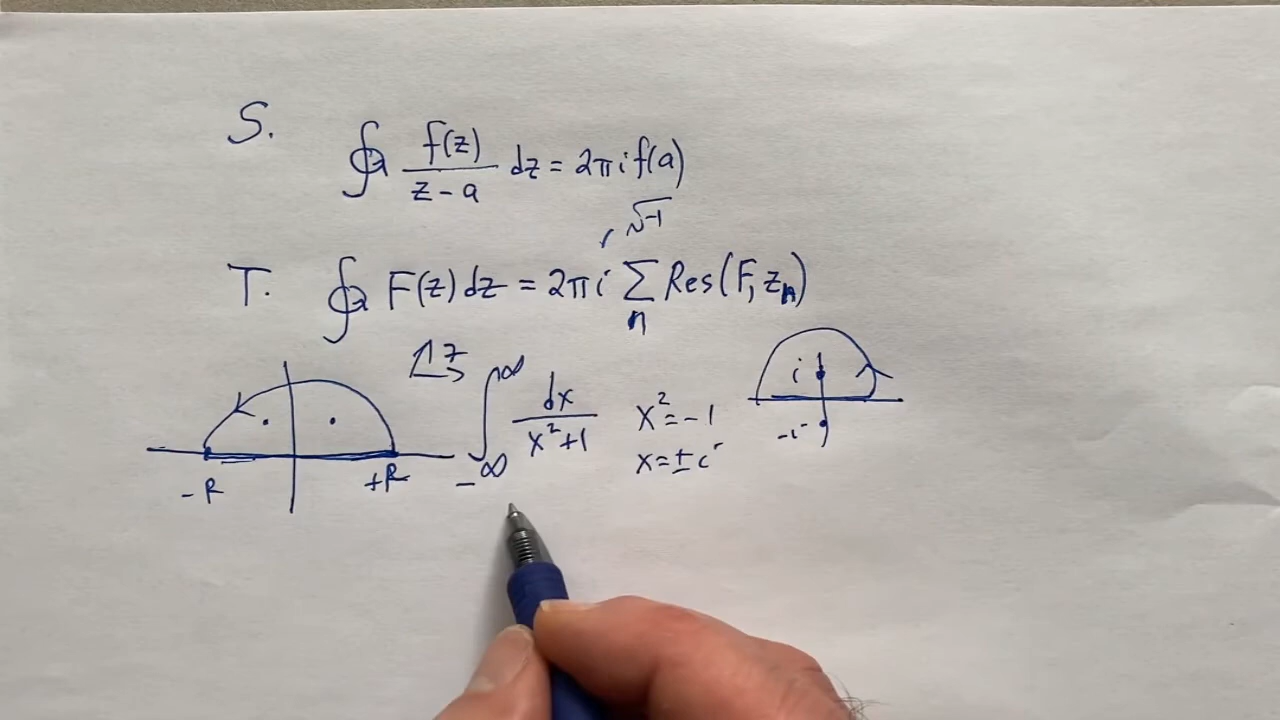 S.
∮ f(z)/(z-a) dz = 2πi f(a)
√-1
T. ∮ F(z) dz = 2πi ∑n Res(F, zn)
z
∫-∞^∞ dx/(x²+1)
x² = -1
x = ±i
-R
+R
i
-i